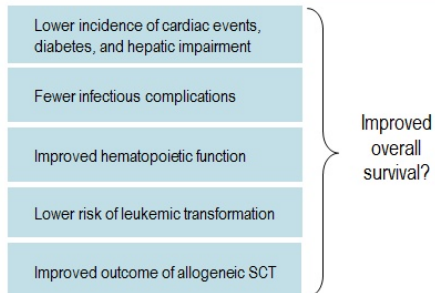 Lower incidence of cardiac events,
diabetes, and hepatic impairment
Fewer infectious complications
Improved hematopoietic function
Lower risk of leukemic transformation
Improved outcome of allogeneic SCT
Improved
overall
survival?